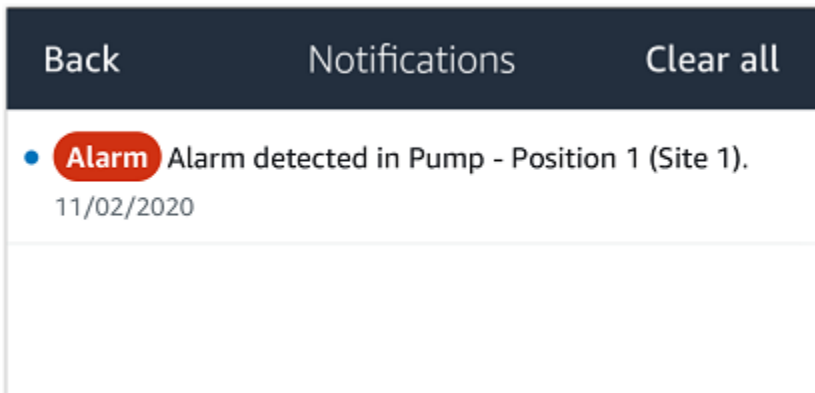 Back Notifications Clear all
Alarm Alarm detected in Pump - Position 1 (Site 1).
11/02/2020